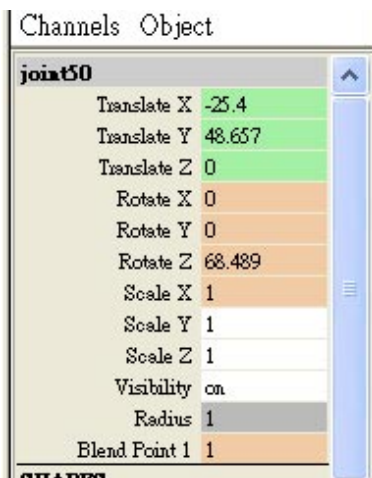 Channels Object
joint50
Translate X -25.4
Translate Y 48.657
Translate Z 0
Rotate X 0
Rotate Y 0
Rotate Z 68.489
Scale X 1
Scale Y 1
Scale Z 1
Visibility on
Radius 1
Blend Point 1 1
SHAPES